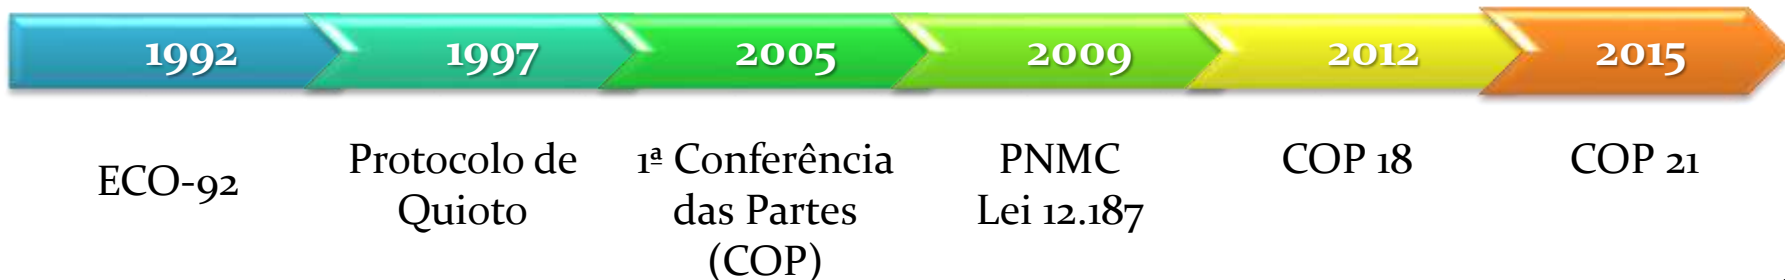 1992 1997 2005 2009 2012 2015
ECO-92
Protocolo de
Quioto
1ª Conferência
das Partes
(COP)
PNMC
Lei 12.187
COP 18
COP 21